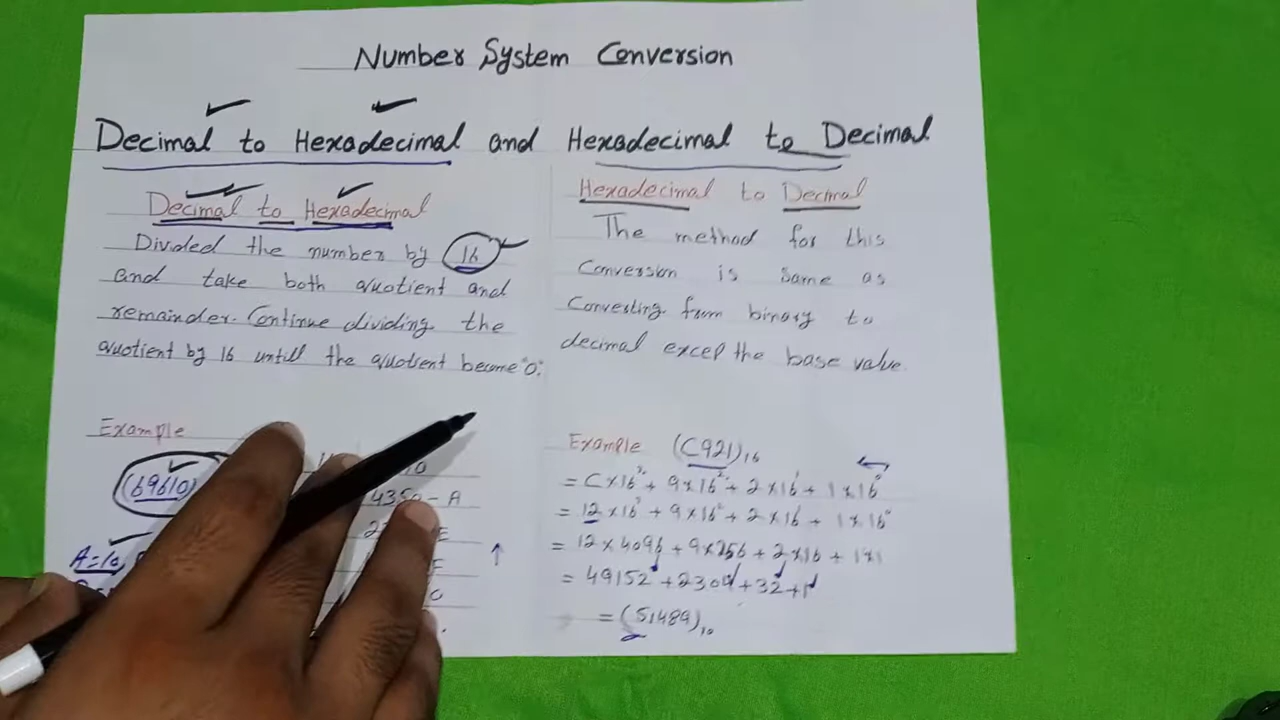 Number System Conversion
Decimal to Hexadecimal and Hexadecimal to Decimal
Decimal to Hexadecimal
Divided the number by 16
and take both quotient and
remainder. Continue dividing the
quotient by 16 untill the quotient become "0".
Example
(69610)
4350 - A
A=10
Hexadecimal to Decimal
The method for this
Conversion is same as
Converting from binary to
decimal excep the base value.
Example (C921)₁₆
= C×16³ + 9×16² + 2×16¹ + 1×16⁰
= 12×16³ + 9×16² + 2×16 + 1×16⁰
= 12×4096 + 9×256 + 2×16 + 1×1
= 49152 + 2304 + 32 + 1
= (51489)₁₀